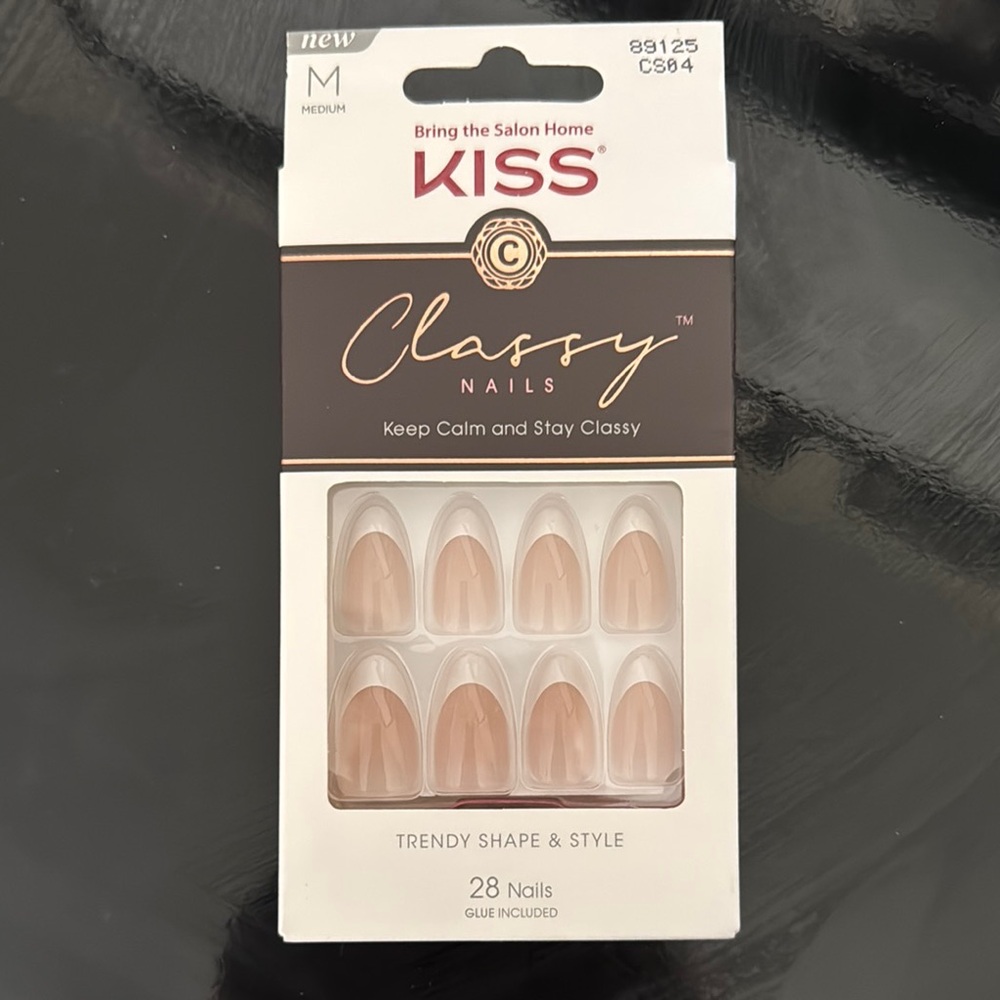 new
M
MEDIUM
89125
CS04
Bring the Salon Home
KISS®
C
Classy™
NAILS
Keep Calm and Stay Classy
TRENDY SHAPE & STYLE
28 Nails
GLUE INCLUDED